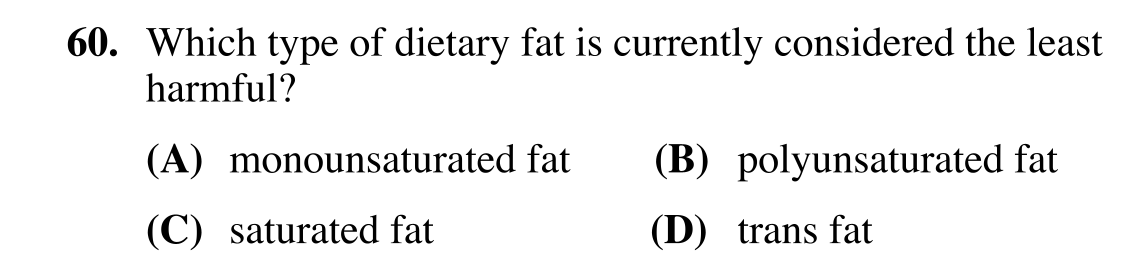 60. Which type of dietary fat is currently considered the least
harmful?
(A) monounsaturated fat (B) polyunsaturated fat
(C) saturated fat (D) trans fat